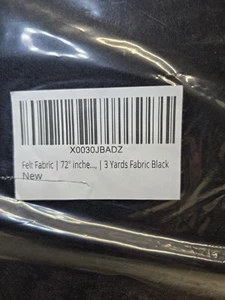 X0030JBADZ
Felt Fabric | 72" inche..., | 3 Yards Fabric Black
New